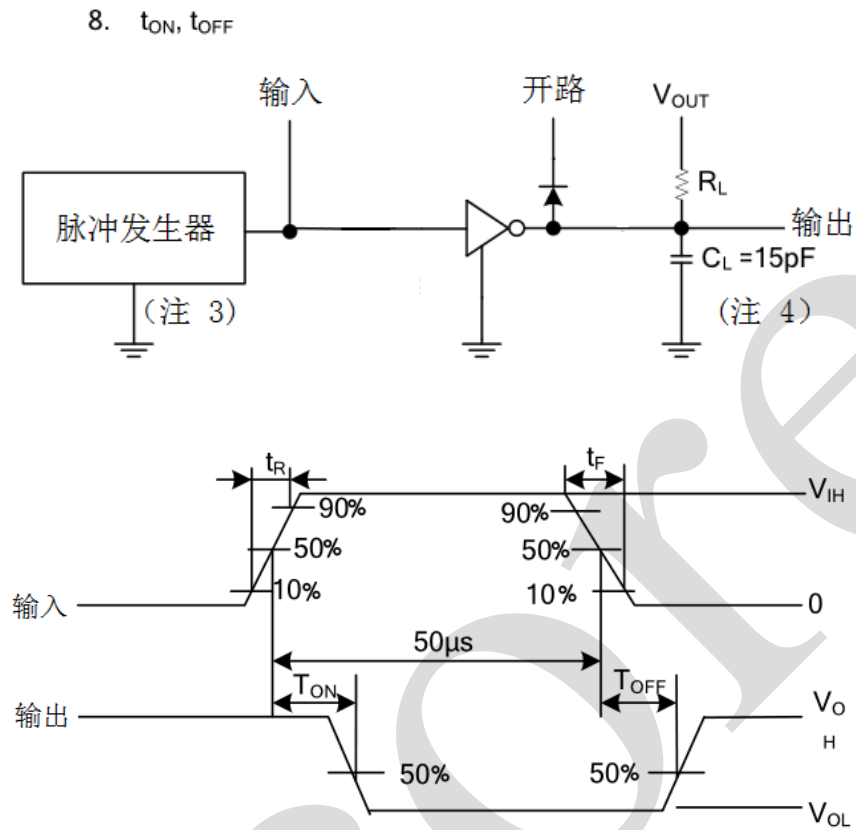 8. tON, tOFF
输入
开路
VOUT
脉冲发生器
RL
输出
CL =15pF
(注 3)
(注 4)
tR
tF
VIH
90%
90%
50%
50%
10%
10%
输入
0
50μs
TON
TOFF
输出
VO
H
50%
50%
VOL
ore